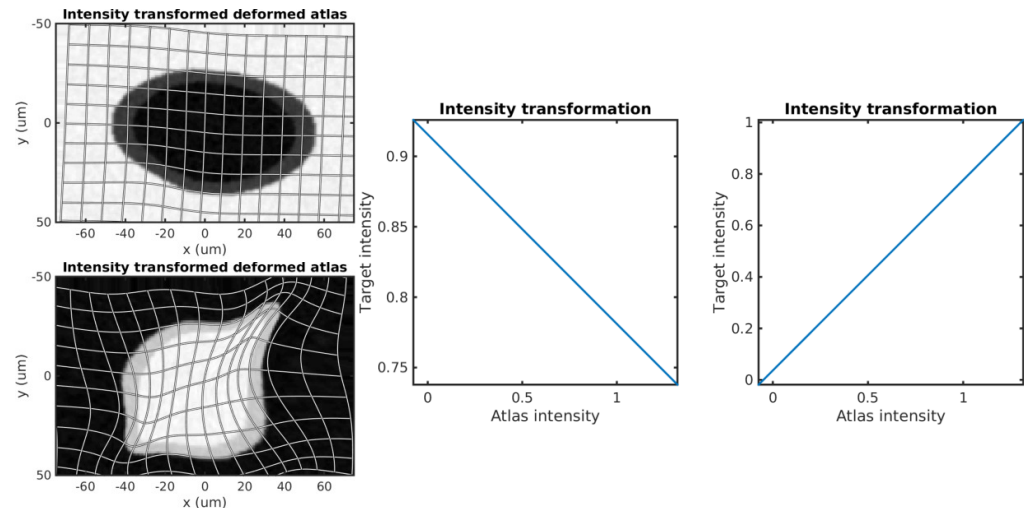 Intensity transformed deformed atlas
-50
0
50
y (um)
-60 -40 -20 0 20 40 60
x (um)
Intensity transformed deformed atlas
-50
0
50
y (um)
-60 -40 -20 0 20 40 60
x (um)
Intensity transformation
0.9
0.85
0.8
0.75
Target intensity
0 0.5 1
Atlas intensity
Intensity transformation
1
0.8
0.6
0.4
0.2
0
Target intensity
0 0.5 1
Atlas intensity